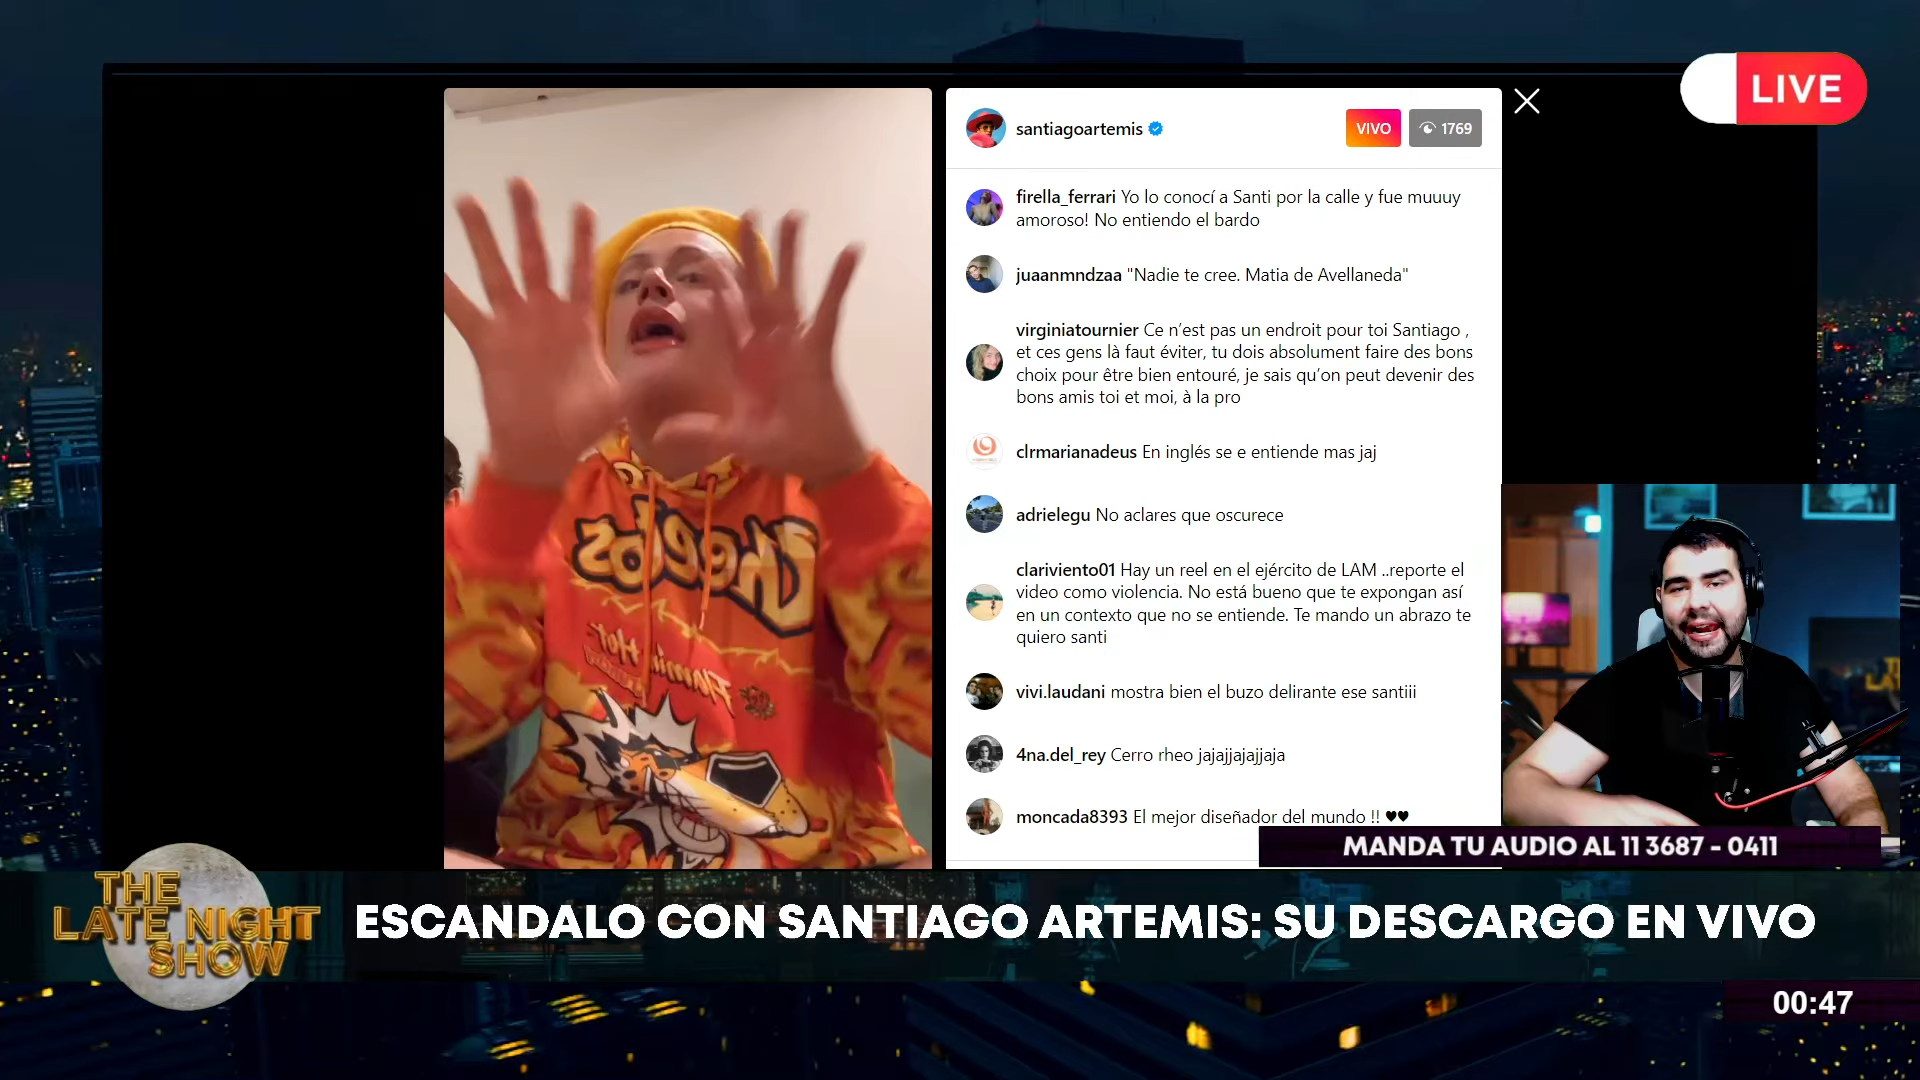 LIVE
santiagoartemis
VIVO
1769
firella_ferrari Yo lo conocí a Santi por la calle y fue muuuy
amoroso! No entiendo el bardo
juaanmndzaa "Nadie te cree. Matia de Avellaneda"
virginiatournier Ce n’est pas un endroit pour toi Santiago ,
et ces gens là faut éviter, tu dois absolument faire des bons
choix pour être bien entouré, je sais qu’on peut devenir des
bons amis toi et moi, à la pro
clrmarianadeus En inglés se e entiende mas jaj
adrielegu No aclares que oscurece
clariviento01 Hay un reel en el ejército de LAM ..reporte el
video como violencia. No está bueno que te expongan así
en un contexto que no se entiende. Te mando un abrazo te
quiero santi
vivi.laudani mostra bien el buzo delirante ese santiii
4na.del_rey Cerro rheo jajajjajajjaja
moncada8393 El mejor diseñador del mundo !! ♥♥
Cheetos
Flamin Hot
MANDA TU AUDIO AL 11 3687 - 0411
THE
LATE NIGHT
SHOW
ESCANDALO CON SANTIAGO ARTEMIS: SU DESCARGO EN VIVO
00:47